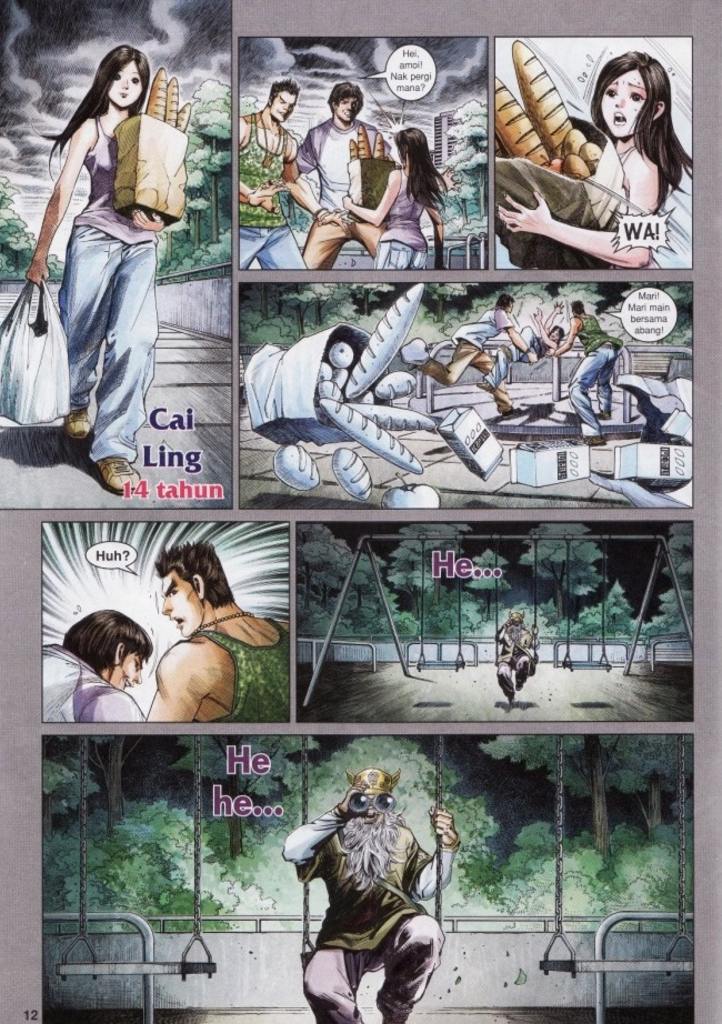 Cai
Ling
14 tahun
Hei,
amoi!
Nak pergi
mana?
WA!
Mari!
Mari main
bersama
abang!
Huh?
He...
He
he...
12